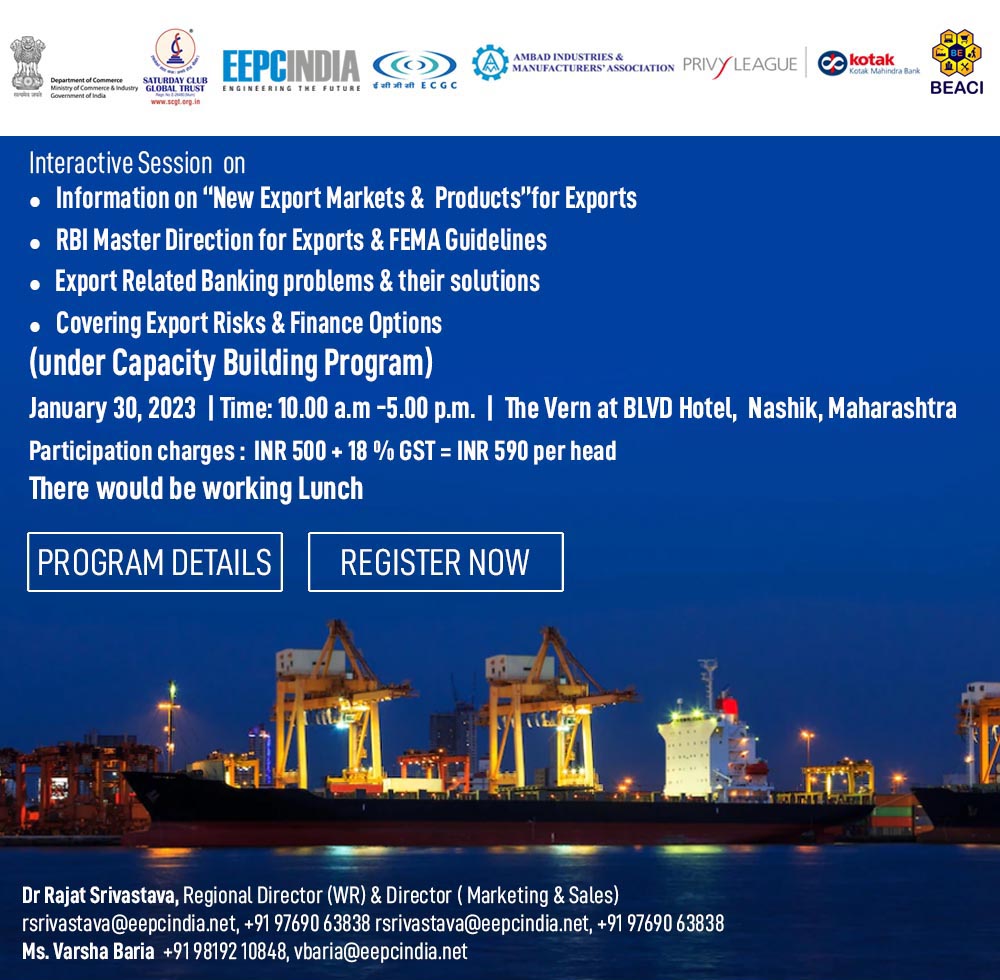 Department of Commerce
Ministry of Commerce & Industry
Government of India
सत्यमेव जयते
SATURDAY CLUB
GLOBAL TRUST
www.scgt.org.in
EEPCINDIA
ENGINEERING THE FUTURE
ई सी जी सी E C G C
AMBAD INDUSTRIES &
MANUFACTURERS' ASSOCIATION
PRIVY LEAGUE
kotak
Kotak Mahindra Bank
BE
BEACI
Interactive Session on
• Information on “New Export Markets & Products”for Exports
• RBI Master Direction for Exports & FEMA Guidelines
• Export Related Banking problems & their solutions
• Covering Export Risks & Finance Options
(under Capacity Building Program)
January 30, 2023 | Time: 10.00 a.m -5.00 p.m. | The Vern at BLVD Hotel, Nashik, Maharashtra
Participation charges : INR 500 + 18 % GST = INR 590 per head
There would be working Lunch
PROGRAM DETAILS
REGISTER NOW
Dr Rajat Srivastava, Regional Director (WR) & Director ( Marketing & Sales)
rsrivastava@eepcindia.net, +91 97690 63838 rsrivastava@eepcindia.net, +91 97690 63838
Ms. Varsha Baria +91 98192 10848, vbaria@eepcindia.net